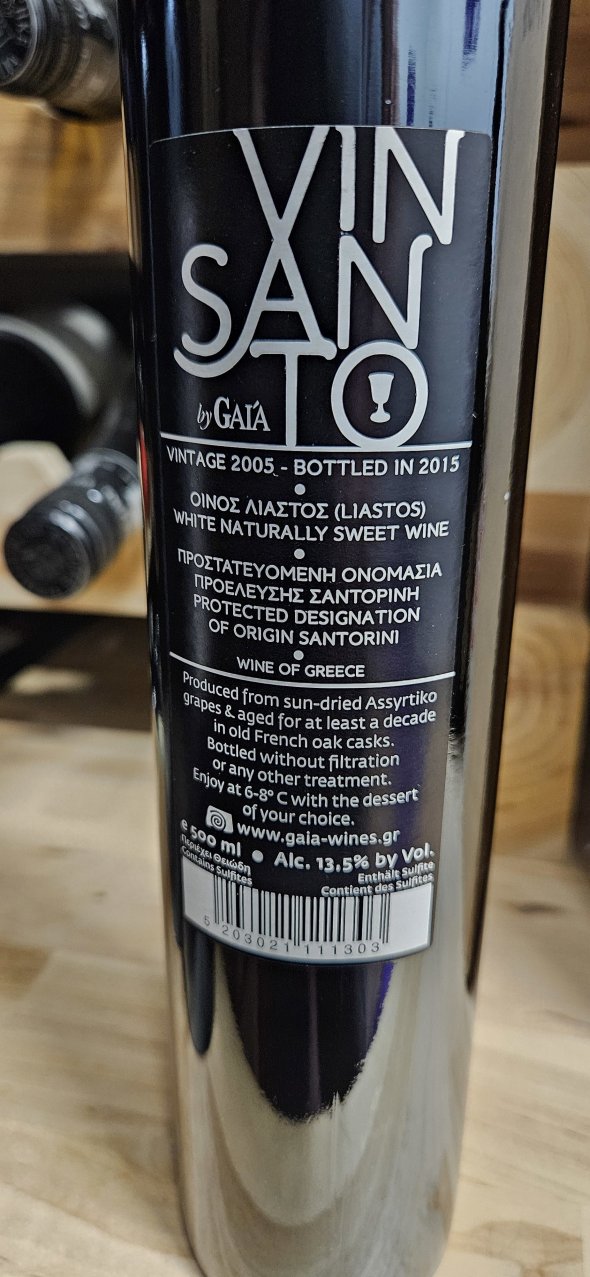 VIN
SAN
TO
by GAIA
VINTAGE 2005 - BOTTLED IN 2015
ΟΙΝΟΣ ΛΙΑΣΤΟΣ (LIASTOS)
WHITE NATURALLY SWEET WINE
ΠΡΟΣΤΑΤΕΥΟΜΕΝΗ ΟΝΟΜΑΣΙΑ
ΠΡΟΕΛΕΥΣΗΣ ΣΑΝΤΟΡΙΝΗ
PROTECTED DESIGNATION
OF ORIGIN SANTORINI
WINE OF GREECE
Produced from sun-dried Assyrtiko
grapes & aged for at least a decade
in old French oak casks.
Bottled without filtration
or any other treatment.
Enjoy at 6-8° C with the dessert
of your choice.
www.gaia-wines.gr
e 500 ml • Alc. 13,5% by Vol.
Περιέχει Θειώδη
Contains Sulfites
Enthält Sulfite
Contient des Sulfites
5 203021 111303